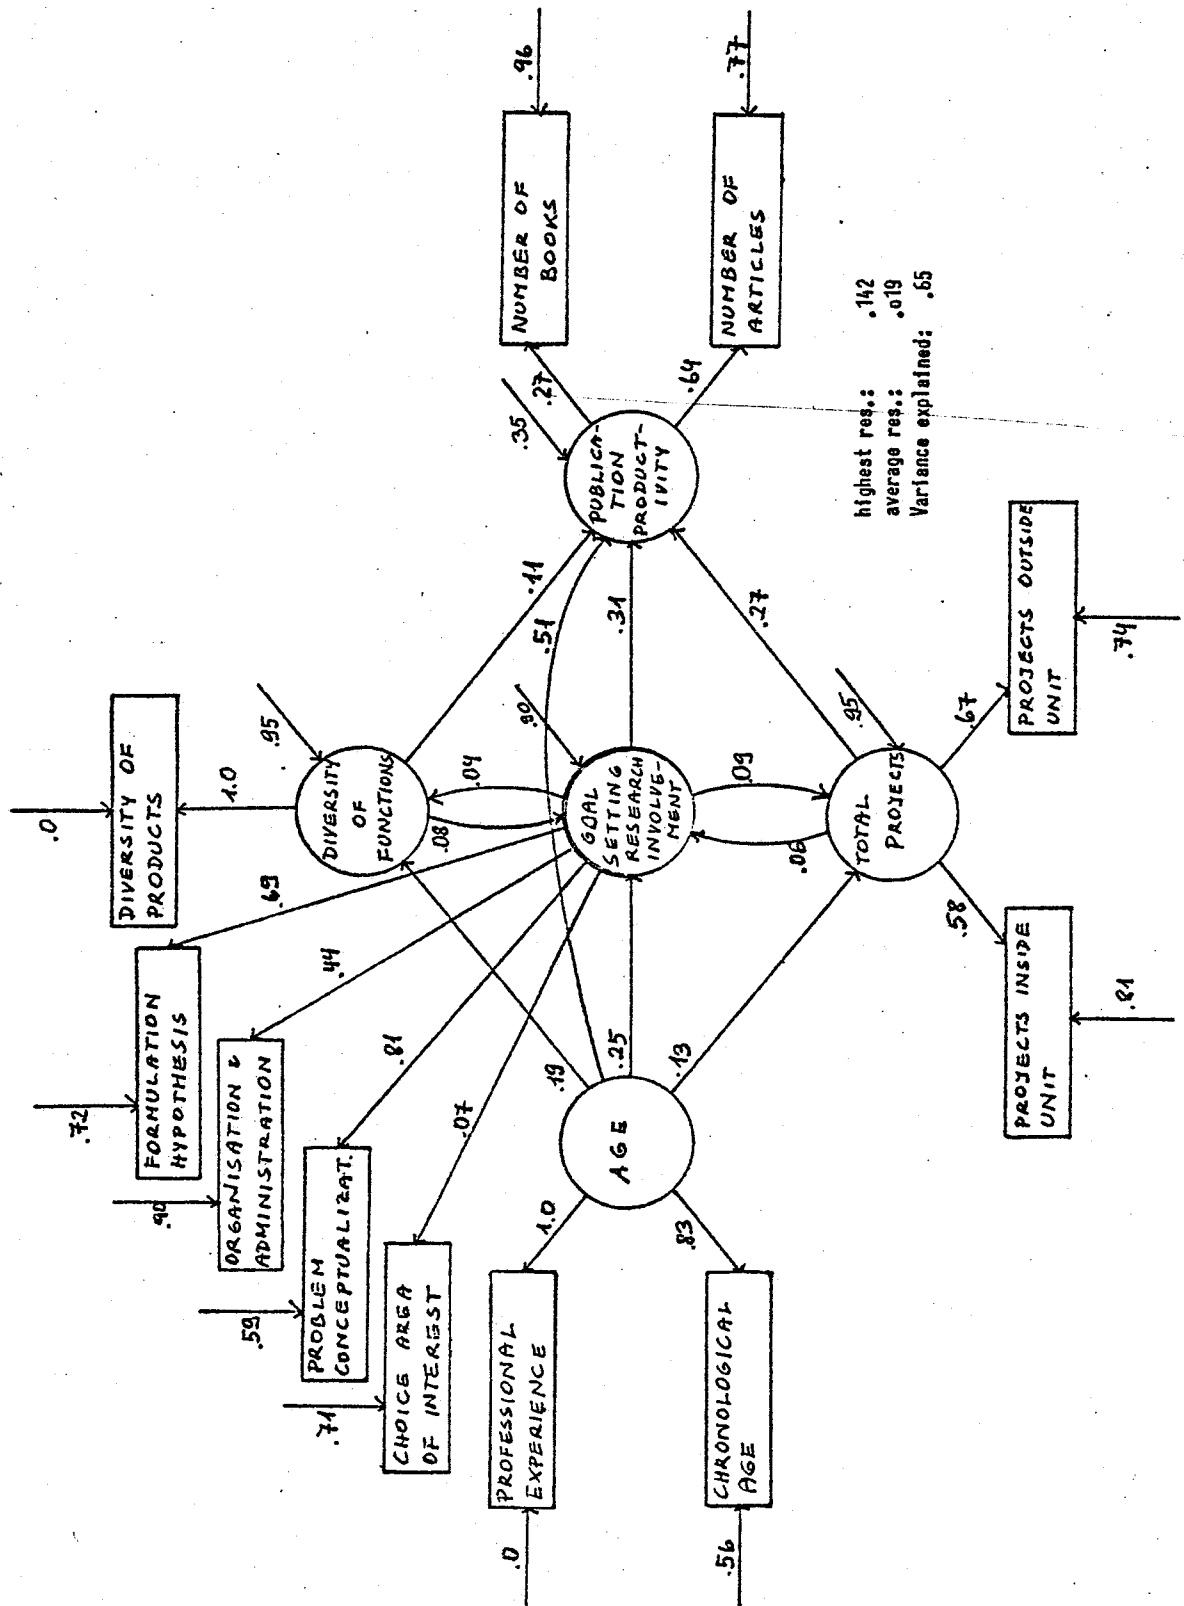 .0
DIVERSITY OF
PRODUCTS
1.0
.95
DIVERSITY
OF
FUNCTIONS
.72
FORMULATION
HYPOTHESIS
.69
.90
ORGANISATION &
ADMINISTRATION
.44
.59
PROBLEM
CONCEPTUALIZAT.
.81
.71
CHOICE AREA
OF INTEREST
.07
.08
.04
.90
GOAL
SETTING
RESEARCH
INVOLVE-
MENT
.0
PROFESSIONAL
EXPERIENCE
1.0
.56
CHRONOLOGICAL
AGE
.83
AGE
.19
.25
.13
.51
.11
.31
.27
.06
.09
.95
TOTAL
PROJECTS
.58
PROJECTS INSIDE
UNIT
.81
.67
PROJECTS OUTSIDE
UNIT
.74
.35
PUBLICA-
TION
PRODUCT-
IVITY
.27
NUMBER OF
BOOKS
.96
.64
NUMBER OF
ARTICLES
.77
highest res.: .142
average res.: .019
Variance explained: .65